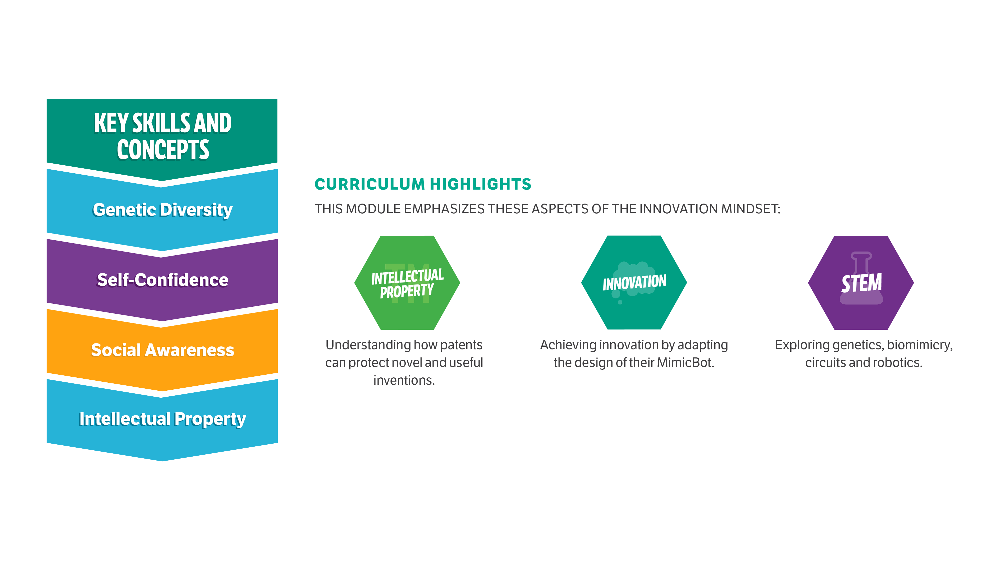 KEY SKILLS AND
CONCEPTS
Genetic Diversity
Self-Confidence
Social Awareness
Intellectual Property
CURRICULUM HIGHLIGHTS
THIS MODULE EMPHASIZES THESE ASPECTS OF THE INNOVATION MINDSET:
TM
INTELLECTUAL
PROPERTY
Understanding how patents
can protect novel and useful
inventions.
INNOVATION
Achieving innovation by adapting
the design of their MimicBot.
STEM
Exploring genetics, biomimicry,
circuits and robotics.